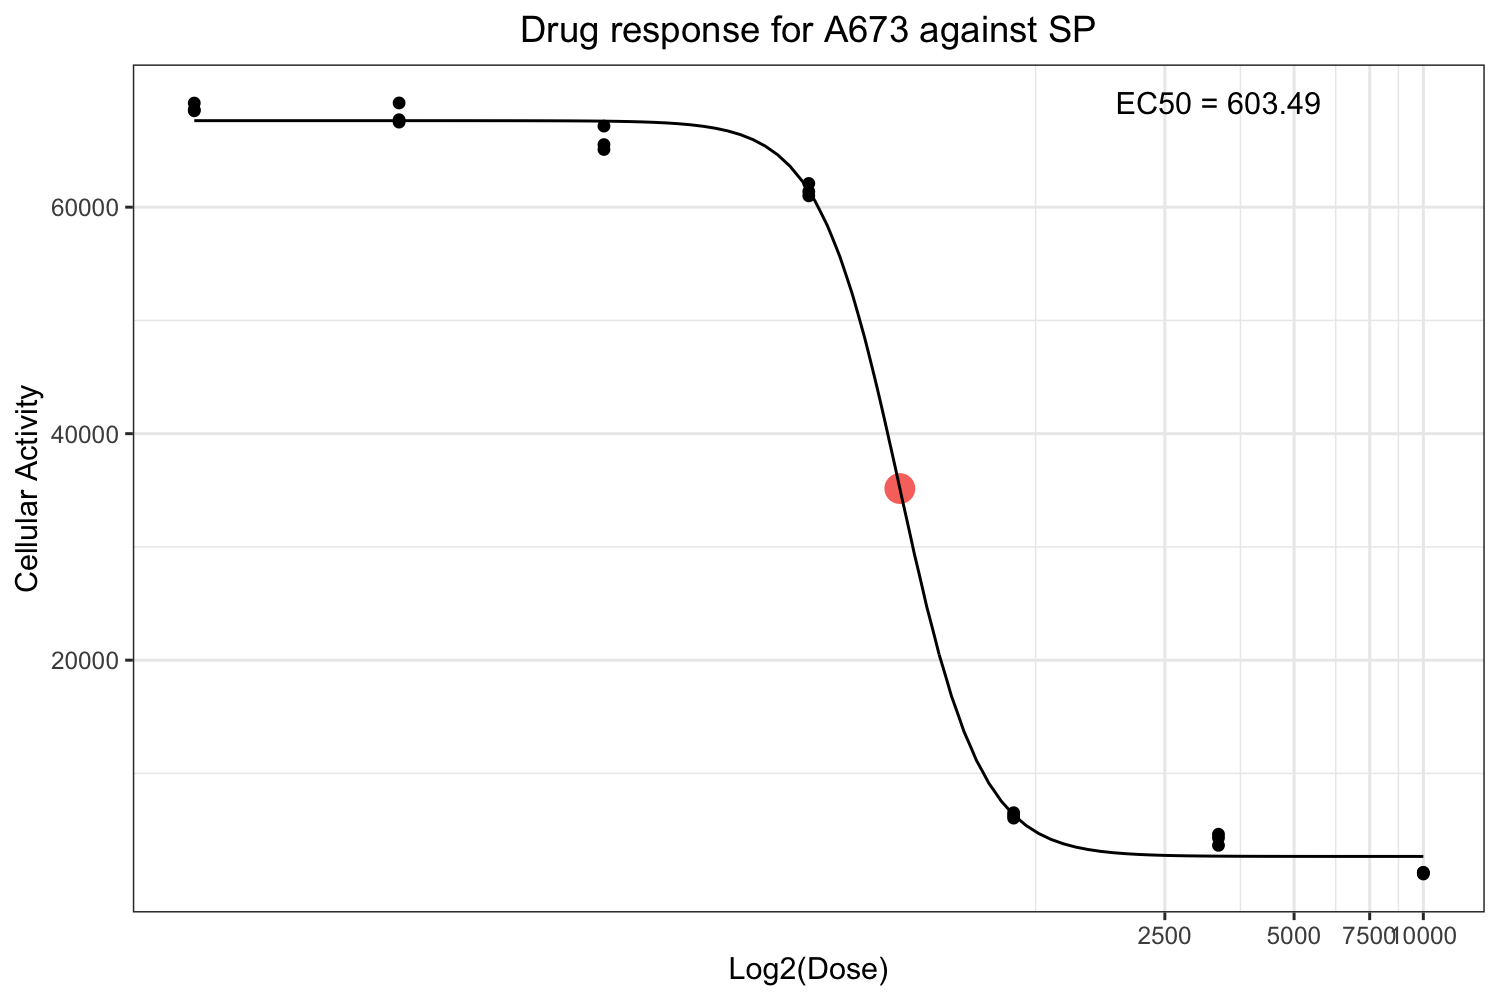 Drug response for A673 against SP
EC50 = 603.49
60000
40000
20000
Cellular Activity
2500 5000 7500 10000
Log2(Dose)